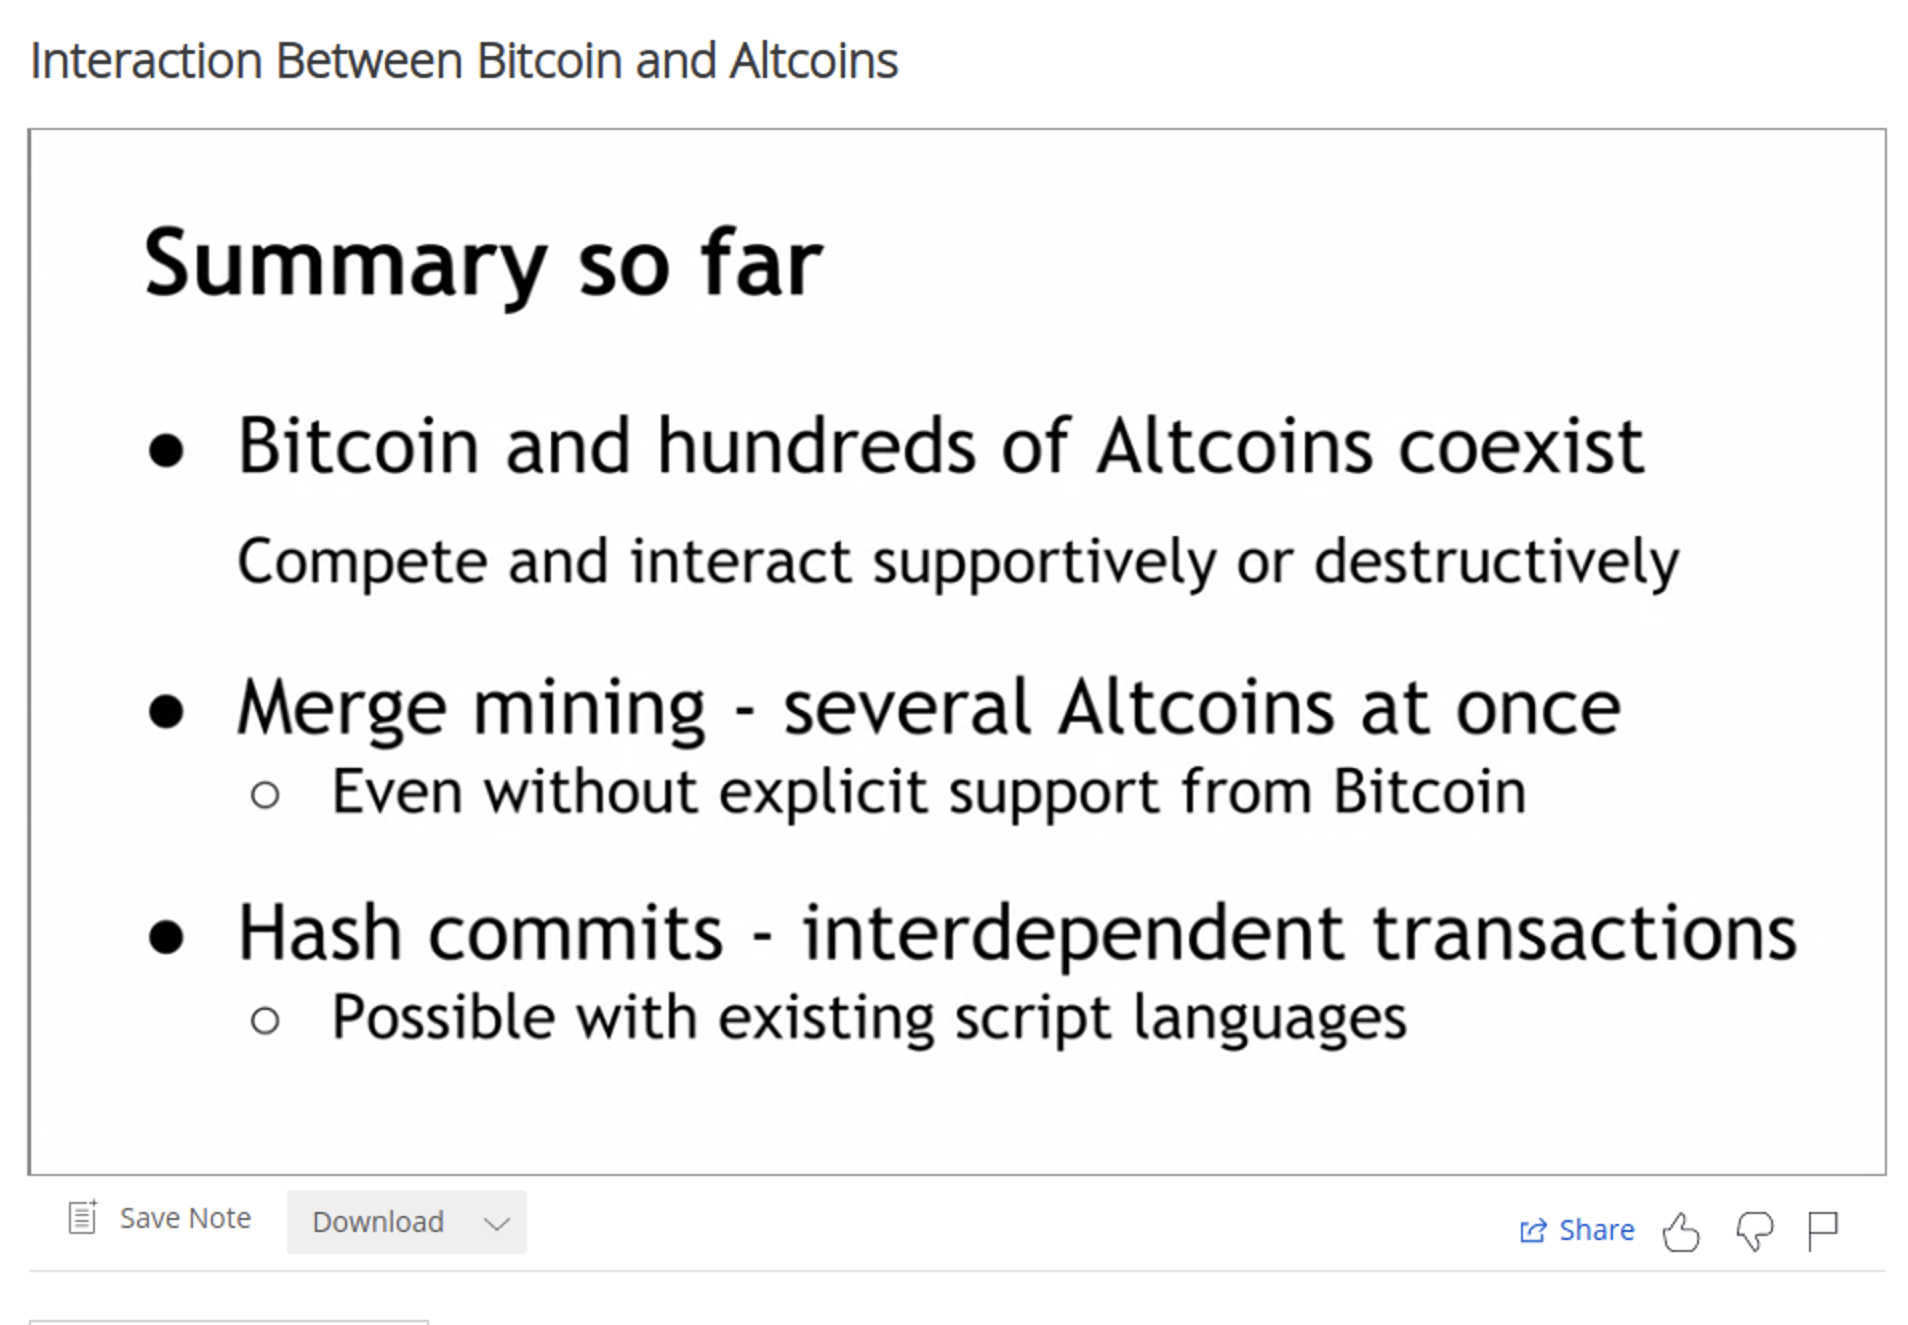 Interaction Between Bitcoin and Altcoins
Summary so far
● Bitcoin and hundreds of Altcoins coexist
Compete and interact supportively or destructively
● Merge mining - several Altcoins at once
○ Even without explicit support from Bitcoin
● Hash commits - interdependent transactions
○ Possible with existing script languages
Save Note
Download
Share